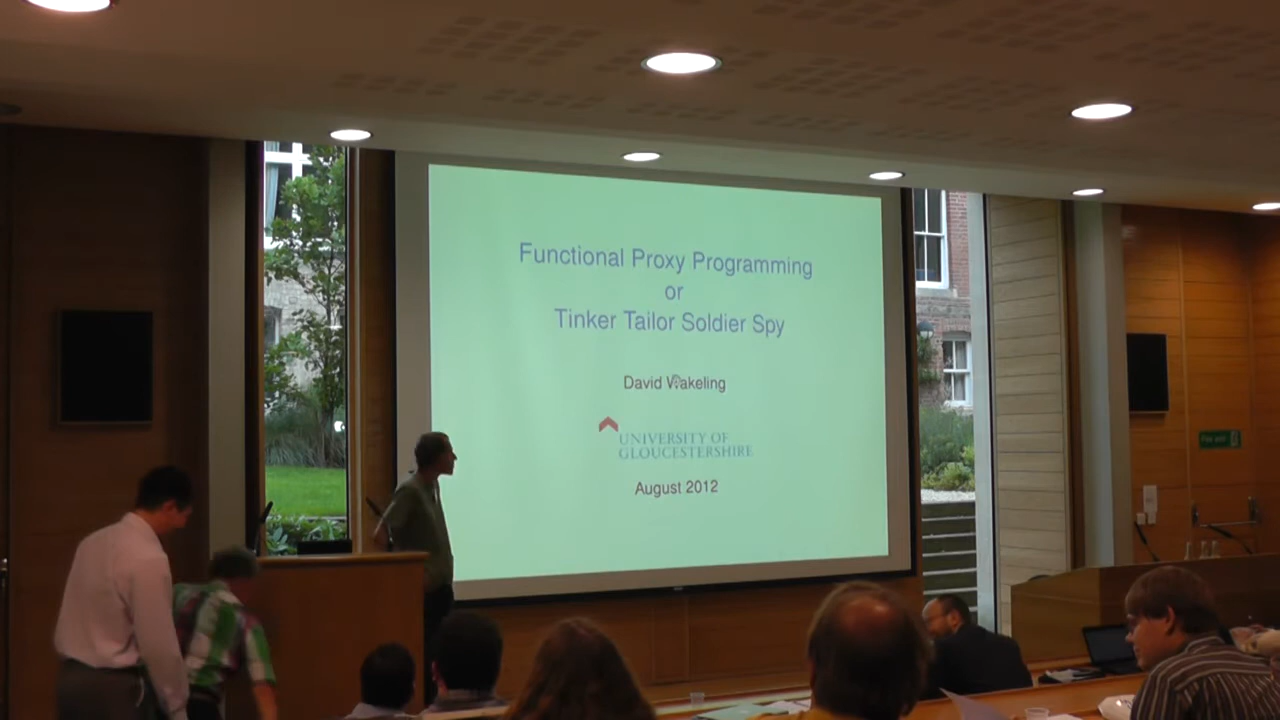 Functional Proxy Programming
or
Tinker Tailor Soldier Spy
David Wakeling
UNIVERSITY OF
GLOUCESTERSHIRE
August 2012